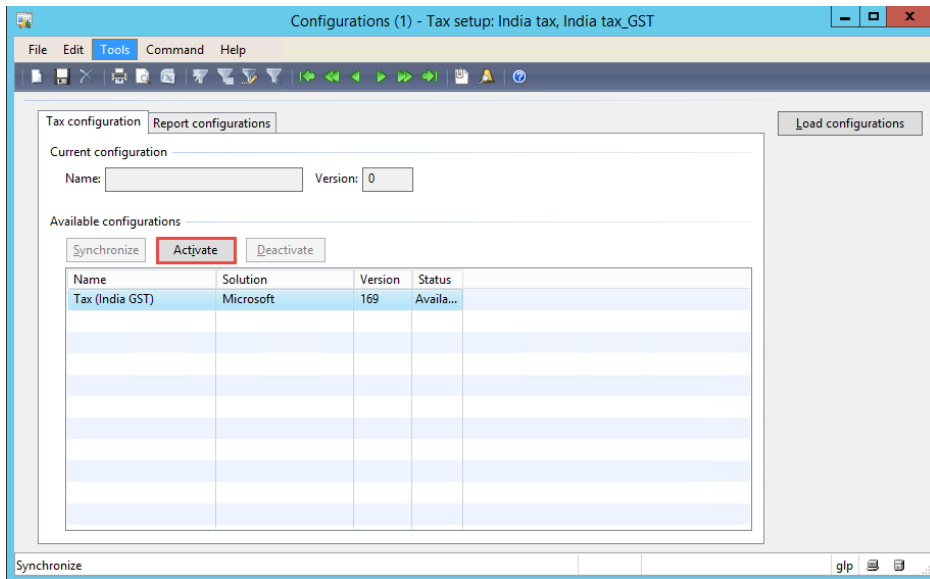 Configurations (1) - Tax setup: India tax, India tax_GST
File Edit Tools Command Help
Tax configuration Report configurations
Load configurations
Current configuration
Name: Version: 0
Available configurations
Synchronize Activate Deactivate
Name Solution Version Status
Tax (India GST) Microsoft 169 Availa...
Synchronize glp